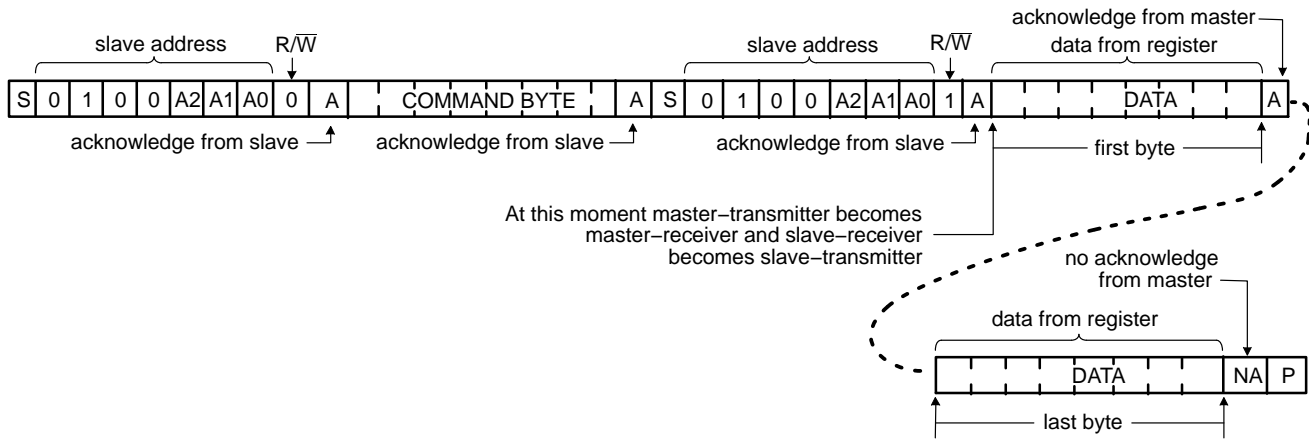 acknowledge from master
slave address R/W̅ slave address R/W̅ data from register
S 0 1 0 0 A2 A1 A0 0 A COMMAND BYTE A S 0 1 0 0 A2 A1 A0 1 A DATA A
acknowledge from slave acknowledge from slave acknowledge from slave first byte
At this moment master−transmitter becomes
master−receiver and slave−receiver
becomes slave−transmitter
no acknowledge
from master
data from register
DATA NA P
last byte